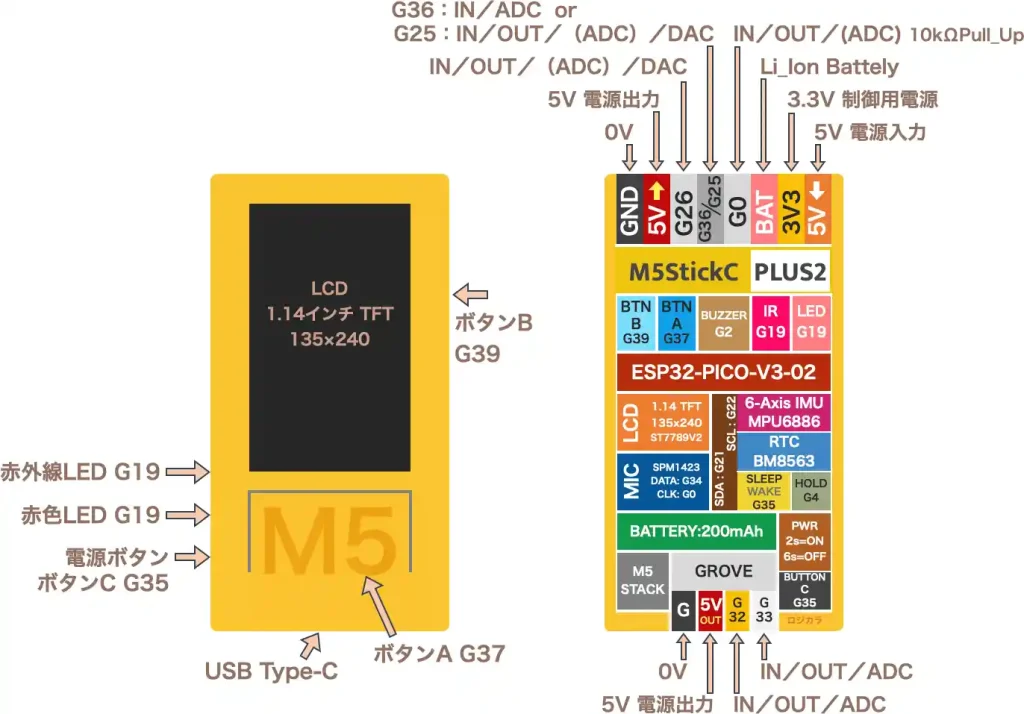 G36：IN／ADC or
G25：IN／OUT／（ADC）／DAC
IN／OUT／(ADC) 10kΩPull_Up
IN／OUT／（ADC）／DAC
Li_Ion Battely
5V 電源出力
3.3V 制御用電源
0V
5V 電源入力
GND
5V
G26
G36/G25
G0
BAT
3V3
5V
M5StickC PLUS2
LCD
1.14インチ TFT
135×240
ボタンB
G39
赤外線LED G19
赤色LED G19
電源ボタン
ボタンC G35
M5
ボタンA G37
USB Type-C
BTN
B
G39
BTN
A
G37
BUZZER
G2
IR
G19
LED
G19
ESP32-PICO-V3-02
LCD
1.14 TFT
135x240
ST7789V2
SDA : G21
SCL : G22
6-Axis IMU
MPU6886
RTC
BM8563
MIC
SPM1423
DATA: G34
CLK: G0
SLEEP
WAKE
G35
HOLD
G4
BATTERY:200mAh
PWR
2s=ON
6s=OFF
M5
STACK
GROVE
BUTTON
C
G35
G
5V
OUT
G
32
G
33
ロジカラ
0V
IN／OUT／ADC
5V 電源出力
IN／OUT／ADC